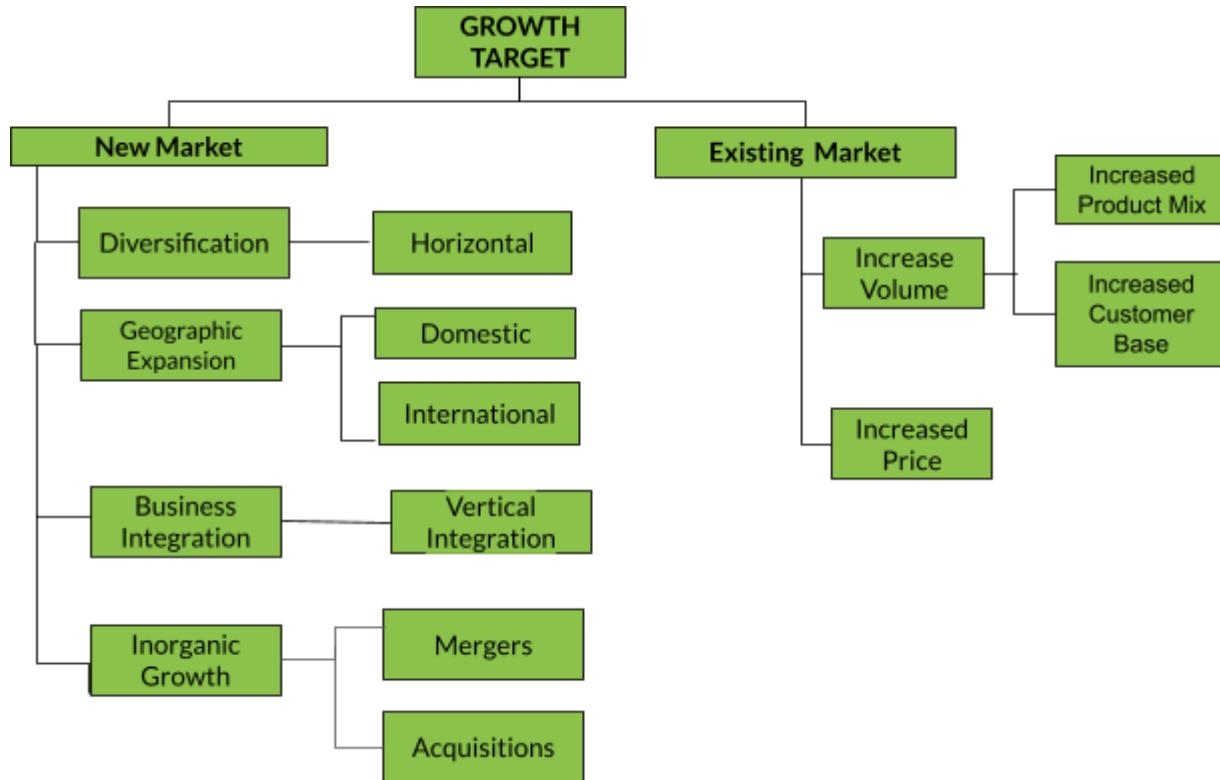 GROWTH
TARGET
New Market
Existing Market
Diversification
Horizontal
Geographic
Expansion
Domestic
International
Business
Integration
Vertical
Integration
Inorganic
Growth
Mergers
Acquisitions
Increase
Volume
Increased
Product Mix
Increased
Customer
Base
Increased
Price